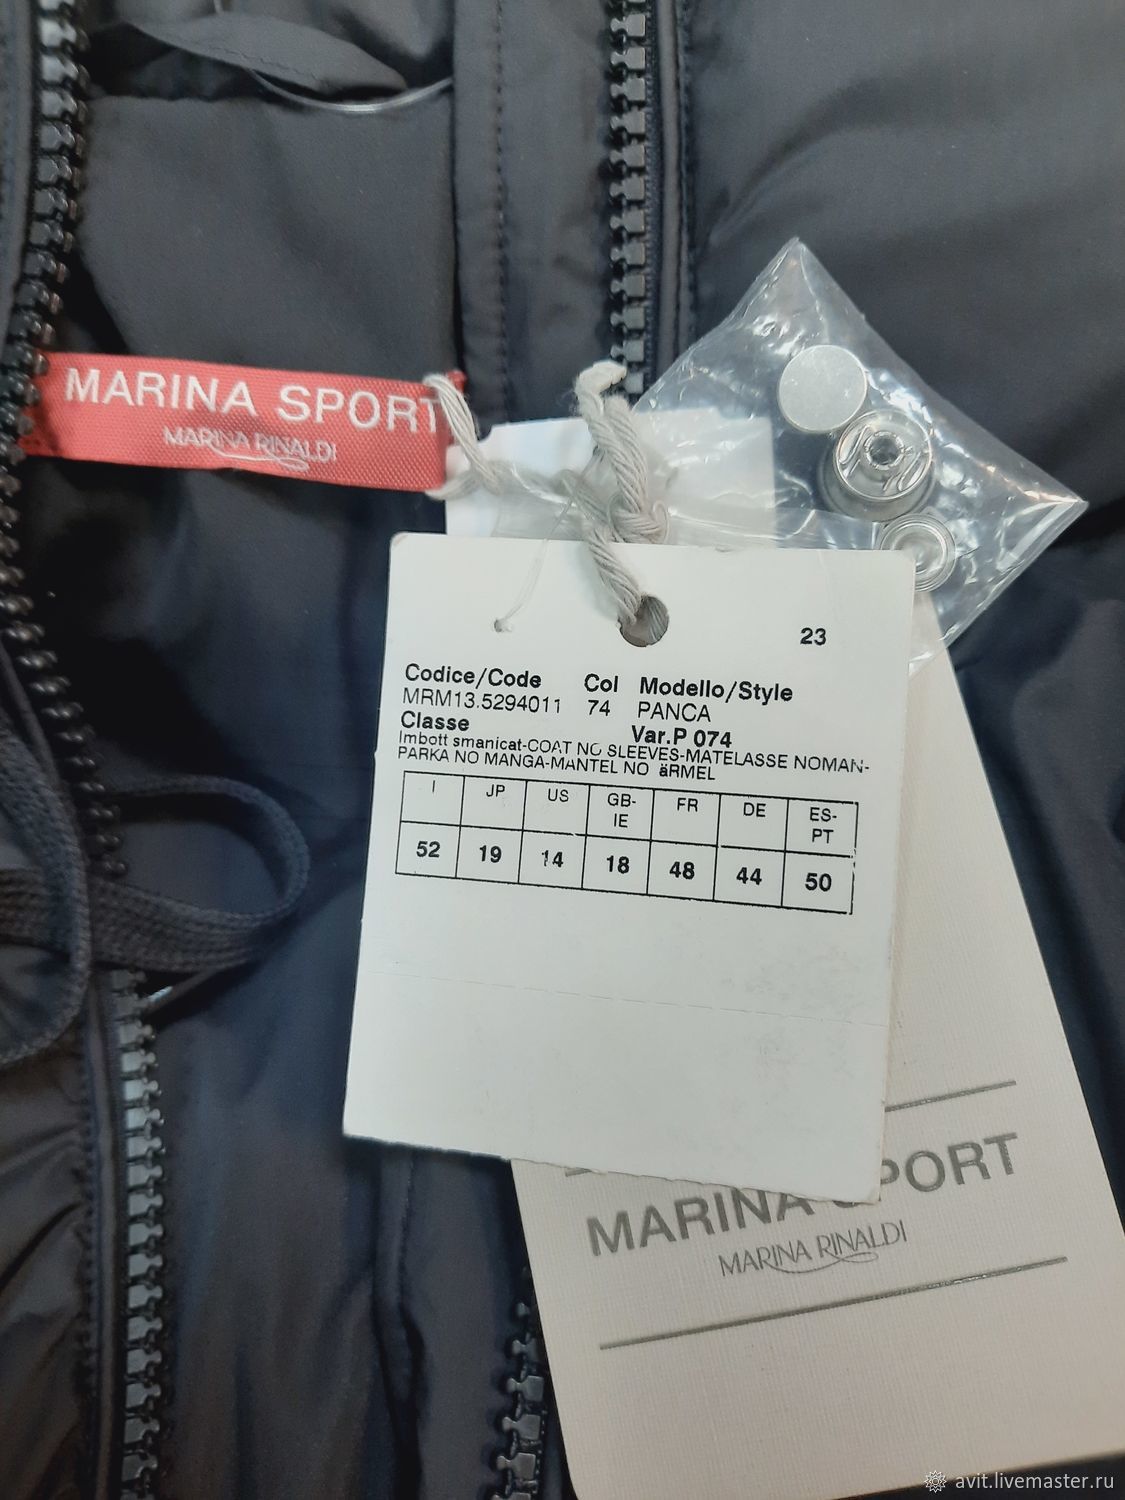 MARINA SPORT
MARINA RINALDI
23
Codice/Code Col Modello/Style
MRM13.5294011 74 PANCA
Classe Var.P 074
Imbott smanicat-COAT NO SLEEVES-MATELASSE NOMAN-
PARKA NO MANGA-MANTEL NO äRMEL
I JP US GB-IE FR DE ES-PT
52 19 14 18 48 44 50
MARINA SPORT
MARINA RINALDI
avit.livemaster.ru